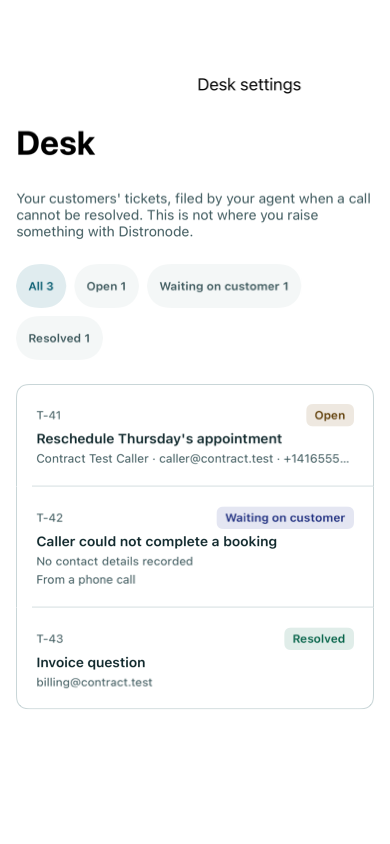 Desk settings
Desk
Your customers' tickets, filed by your agent when a call
cannot be resolved. This is not where you raise
something with Distronode.
All 3
Open 1
Waiting on customer 1
Resolved 1
T-41
Open
Reschedule Thursday's appointment
Contract Test Caller · caller@contract.test · +1416555...
T-42
Waiting on customer
Caller could not complete a booking
No contact details recorded
From a phone call
T-43
Resolved
Invoice question
billing@contract.test